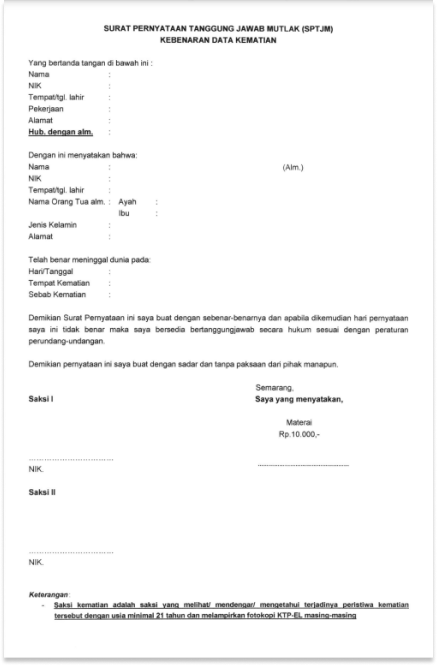 SURAT PERNYATAAN TANGGUNG JAWAB MUTLAK (SPTJM)
KEBENARAN DATA KEMATIAN
Yang bertanda tangan di bawah ini :
Nama :
NIK :
Tempat/tgl. lahir :
Pekerjaan :
Alamat :
Hub. dengan alm. :
Dengan ini menyatakan bahwa:
Nama : (Alm.)
NIK :
Tempat/tgl. lahir :
Nama Orang Tua alm. : Ayah :
Ibu :
Jenis Kelamin :
Alamat :
Telah benar meninggal dunia pada:
Hari/Tanggal :
Tempat Kematian :
Sebab Kematian :
Demikian Surat Pernyataan ini saya buat dengan sebenar-benarnya dan apabila dikemudian hari pernyataan
saya ini tidak benar maka saya bersedia bertanggungjawab secara hukum sesuai dengan peraturan
perundang-undangan.
Demikian pernyataan ini saya buat dengan sadar dan tanpa paksaan dari pihak manapun.
Semarang,
Saksi I Saya yang menyatakan,
Materai
Rp.10.000,-
................................ ................................
NIK.
Saksi II
................................
NIK.
Keterangan:
- Saksi kematian adalah saksi yang melihat/ mendengar/ mengetahui terjadinya peristiwa kematian
tersebut dengan usia minimal 21 tahun dan melampirkan fotokopi KTP-EL masing-masing